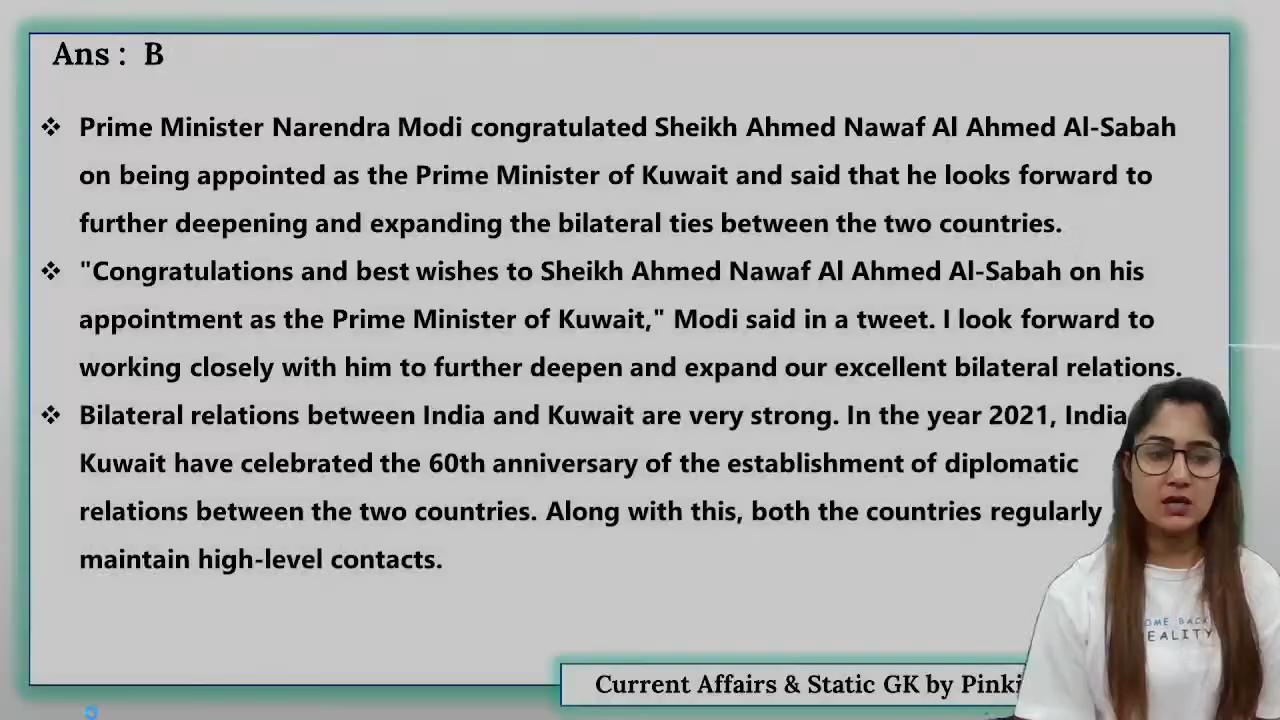 Ans : B
❖ Prime Minister Narendra Modi congratulated Sheikh Ahmed Nawaf Al Ahmed Al-Sabah
on being appointed as the Prime Minister of Kuwait and said that he looks forward to
further deepening and expanding the bilateral ties between the two countries.
❖ "Congratulations and best wishes to Sheikh Ahmed Nawaf Al Ahmed Al-Sabah on his
appointment as the Prime Minister of Kuwait," Modi said in a tweet. I look forward to
working closely with him to further deepen and expand our excellent bilateral relations.
❖ Bilateral relations between India and Kuwait are very strong. In the year 2021, India
Kuwait have celebrated the 60th anniversary of the establishment of diplomatic
relations between the two countries. Along with this, both the countries regularly
maintain high-level contacts.
BACK
Current Affairs & Static GK by Pinki